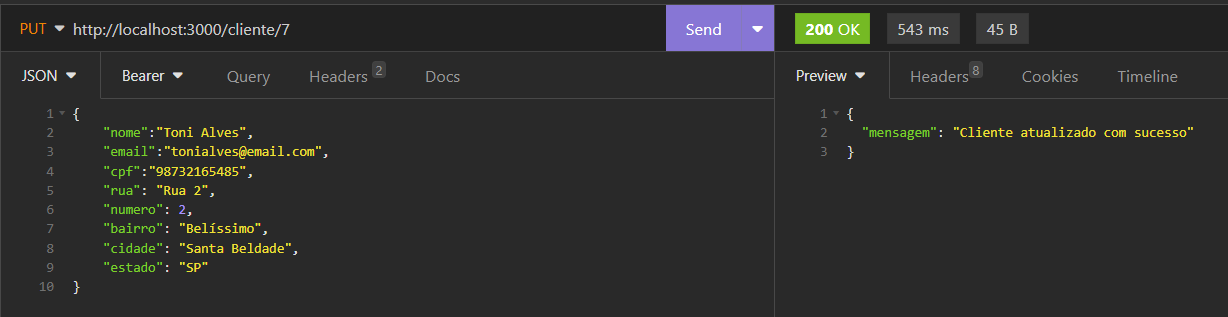 PUT http://localhost:3000/cliente/7 Send
JSON Bearer Query Headers 2 Docs
1 {
2 "nome":"Toni Alves",
3 "email":"tonialves@email.com",
4 "cpf":"98732165485",
5 "rua": "Rua 2",
6 "numero": 2,
7 "bairro": "Belíssimo",
8 "cidade": "Santa Beldade",
9 "estado": "SP"
10 }
200 OK 543 ms 45 B
Preview Headers 8 Cookies Timeline
1 {
2 "mensagem": "Cliente atualizado com sucesso"
3 }